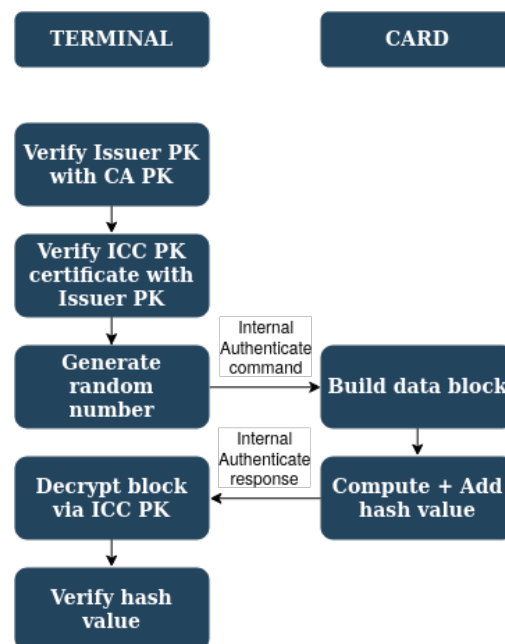 TERMINAL
CARD
Verify Issuer PK
with CA PK
Verify ICC PK
certificate with
Issuer PK
Generate
random
number
Internal
Authenticate
command
Build data block
Internal
Authenticate
response
Decrypt block
via ICC PK
Compute + Add
hash value
Verify hash
value